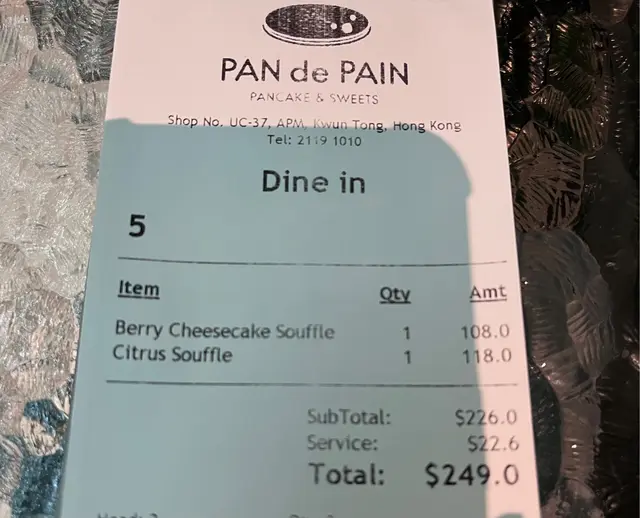 PAN de PAIN
PANCAKE & SWEETS
Shop No. UC-37, APM, Kwun Tong, Hong Kong
Tel: 2119 1010
Dine in
5
Item Qty Amt
Berry Cheesecake Souffle 1 108.0
Citrus Souffle 1 118.0
SubTotal: $226.0
Service: $22.6
Total: $249.0